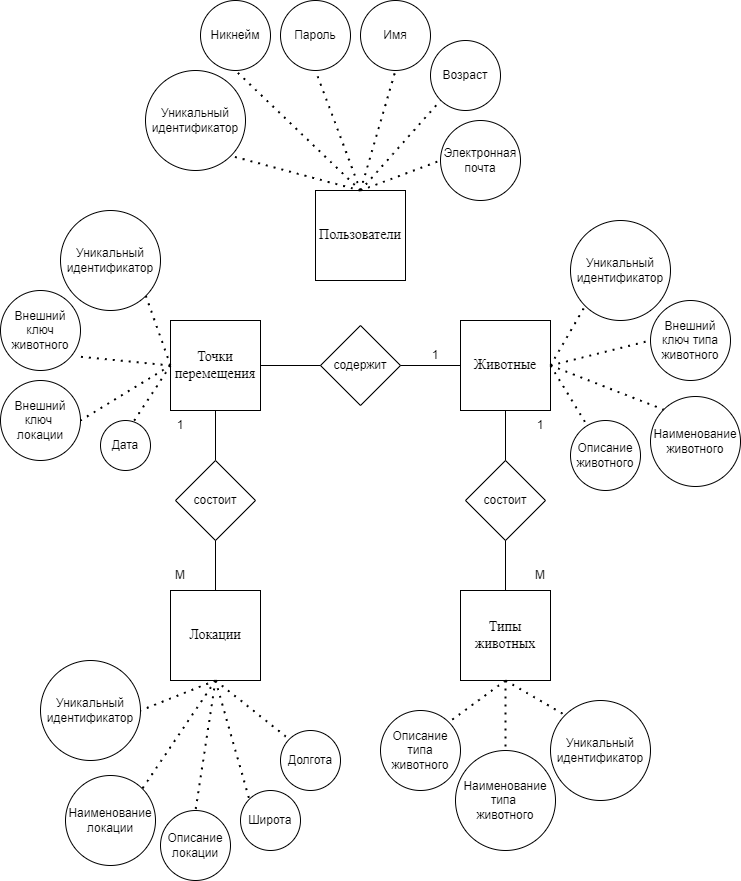 Никнейм
Пароль
Имя
Возраст
Уникальный
идентификатор
Электронная
почта
Пользователи
Уникальный
идентификатор
Внешний
ключ
животного
Внешний
ключ
локации
Дата
Точки
перемещения
содержит
1
Животные
Уникальный
идентификатор
Внешний
ключ типа
животного
Наименование
животного
Описание
животного
1
1
состоит
состоит
М
М
Локации
Типы
животных
Уникальный
идентификатор
Наименование
локации
Описание
локации
Широта
Долгота
Описание
типа
животного
Наименование
типа
животного
Уникальный
идентификатор